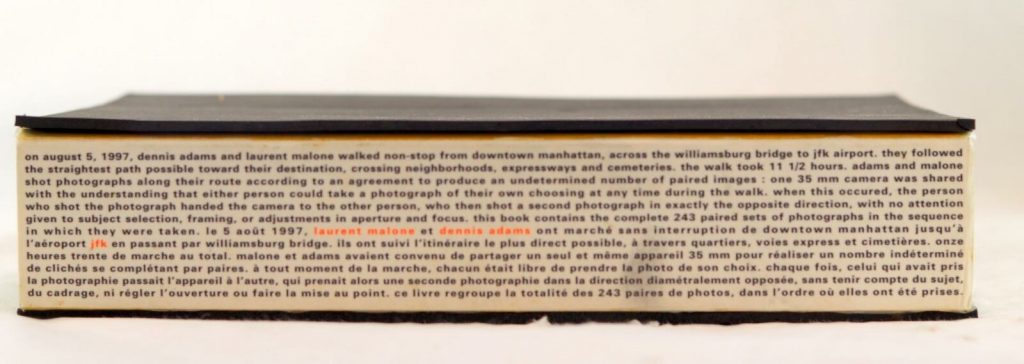 on august 5, 1997, dennis adams and laurent malone walked non-stop from downtown manhattan, across the williamsburg bridge to jfk airport. they followed
the straightest path possible toward their destination, crossing neighborhoods, expressways and cemeteries. the walk took 11 1/2 hours. adams and malone
shot photographs along their route according to an agreement to produce an undetermined number of paired images : one 35 mm camera was shared
with the understanding that either person could take a photograph of their own choosing at any time during the walk. when this occured, the person
who shot the photograph handed the camera to the other person, who then shot a second photograph in exactly the opposite direction, with no attention
given to subject selection, framing, or adjustments in aperture and focus. this book contains the complete 243 paired sets of photographs in the sequence
in which they were taken. le 5 août 1997, laurent malone et dennis adams ont marché sans interruption de downtown manhattan jusqu'à
l'aéroport jfk en passant par williamsburg bridge. ils ont suivi l'itinéraire le plus direct possible, à travers quartiers, voies express et cimetières. onze
heures trente de marche au total. malone et adams avaient convenu de partager un seul et même appareil 35 mm pour réaliser un nombre indéterminé
de clichés se complétant par paires. à tout moment de la marche, chacun était libre de prendre la photo de son choix. chaque fois, celui qui avait pris
la photographie passait l'appareil à l'autre, qui prenait alors une seconde photographie dans la direction diamétralement opposée, sans tenir compte du sujet,
du cadrage, ni régler l'ouverture ou faire la mise au point. ce livre regroupe la totalité des 243 paires de photos, dans l'ordre où elles ont été prises.